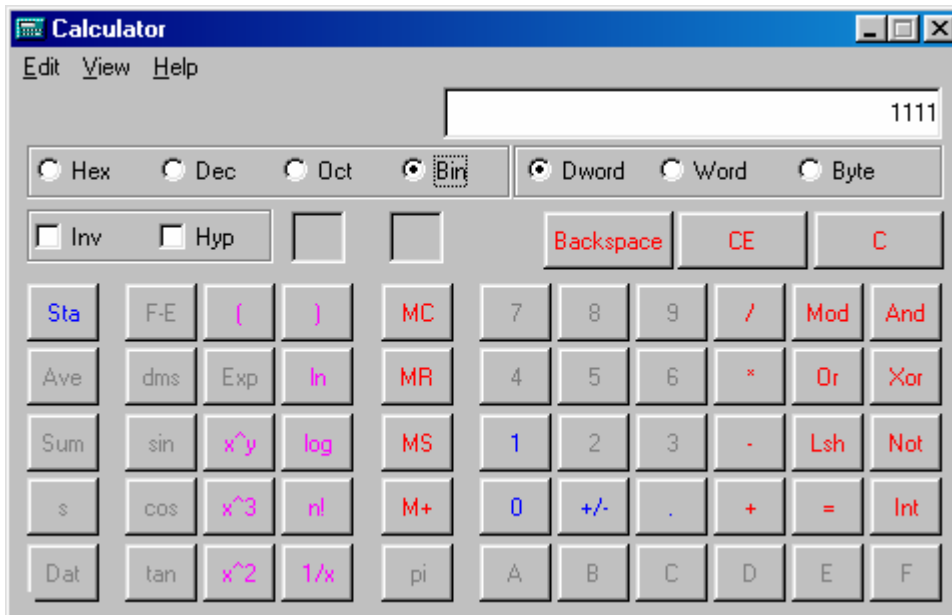 Calculator
Edit View Help
1111
Hex Dec Oct Bin Dword Word Byte
Inv Hyp Backspace CE C
Sta F-E ( ) MC 7 8 9 / Mod And
Ave dms Exp ln MR 4 5 6 * Or Xor
Sum sin x^y log MS 1 2 3 - Lsh Not
s cos x^3 n! M+ 0 +/- . + = Int
Dat tan x^2 1/x pi A B C D E F